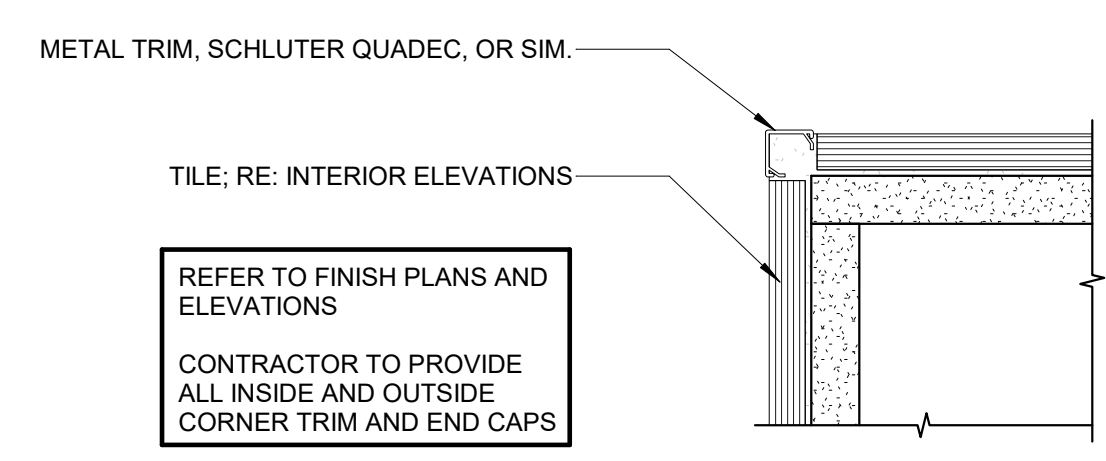 METAL TRIM, SCHLUTER QUADEC, OR SIM.
TILE; RE: INTERIOR ELEVATIONS
REFER TO FINISH PLANS AND
ELEVATIONS
CONTRACTOR TO PROVIDE
ALL INSIDE AND OUTSIDE
CORNER TRIM AND END CAPS